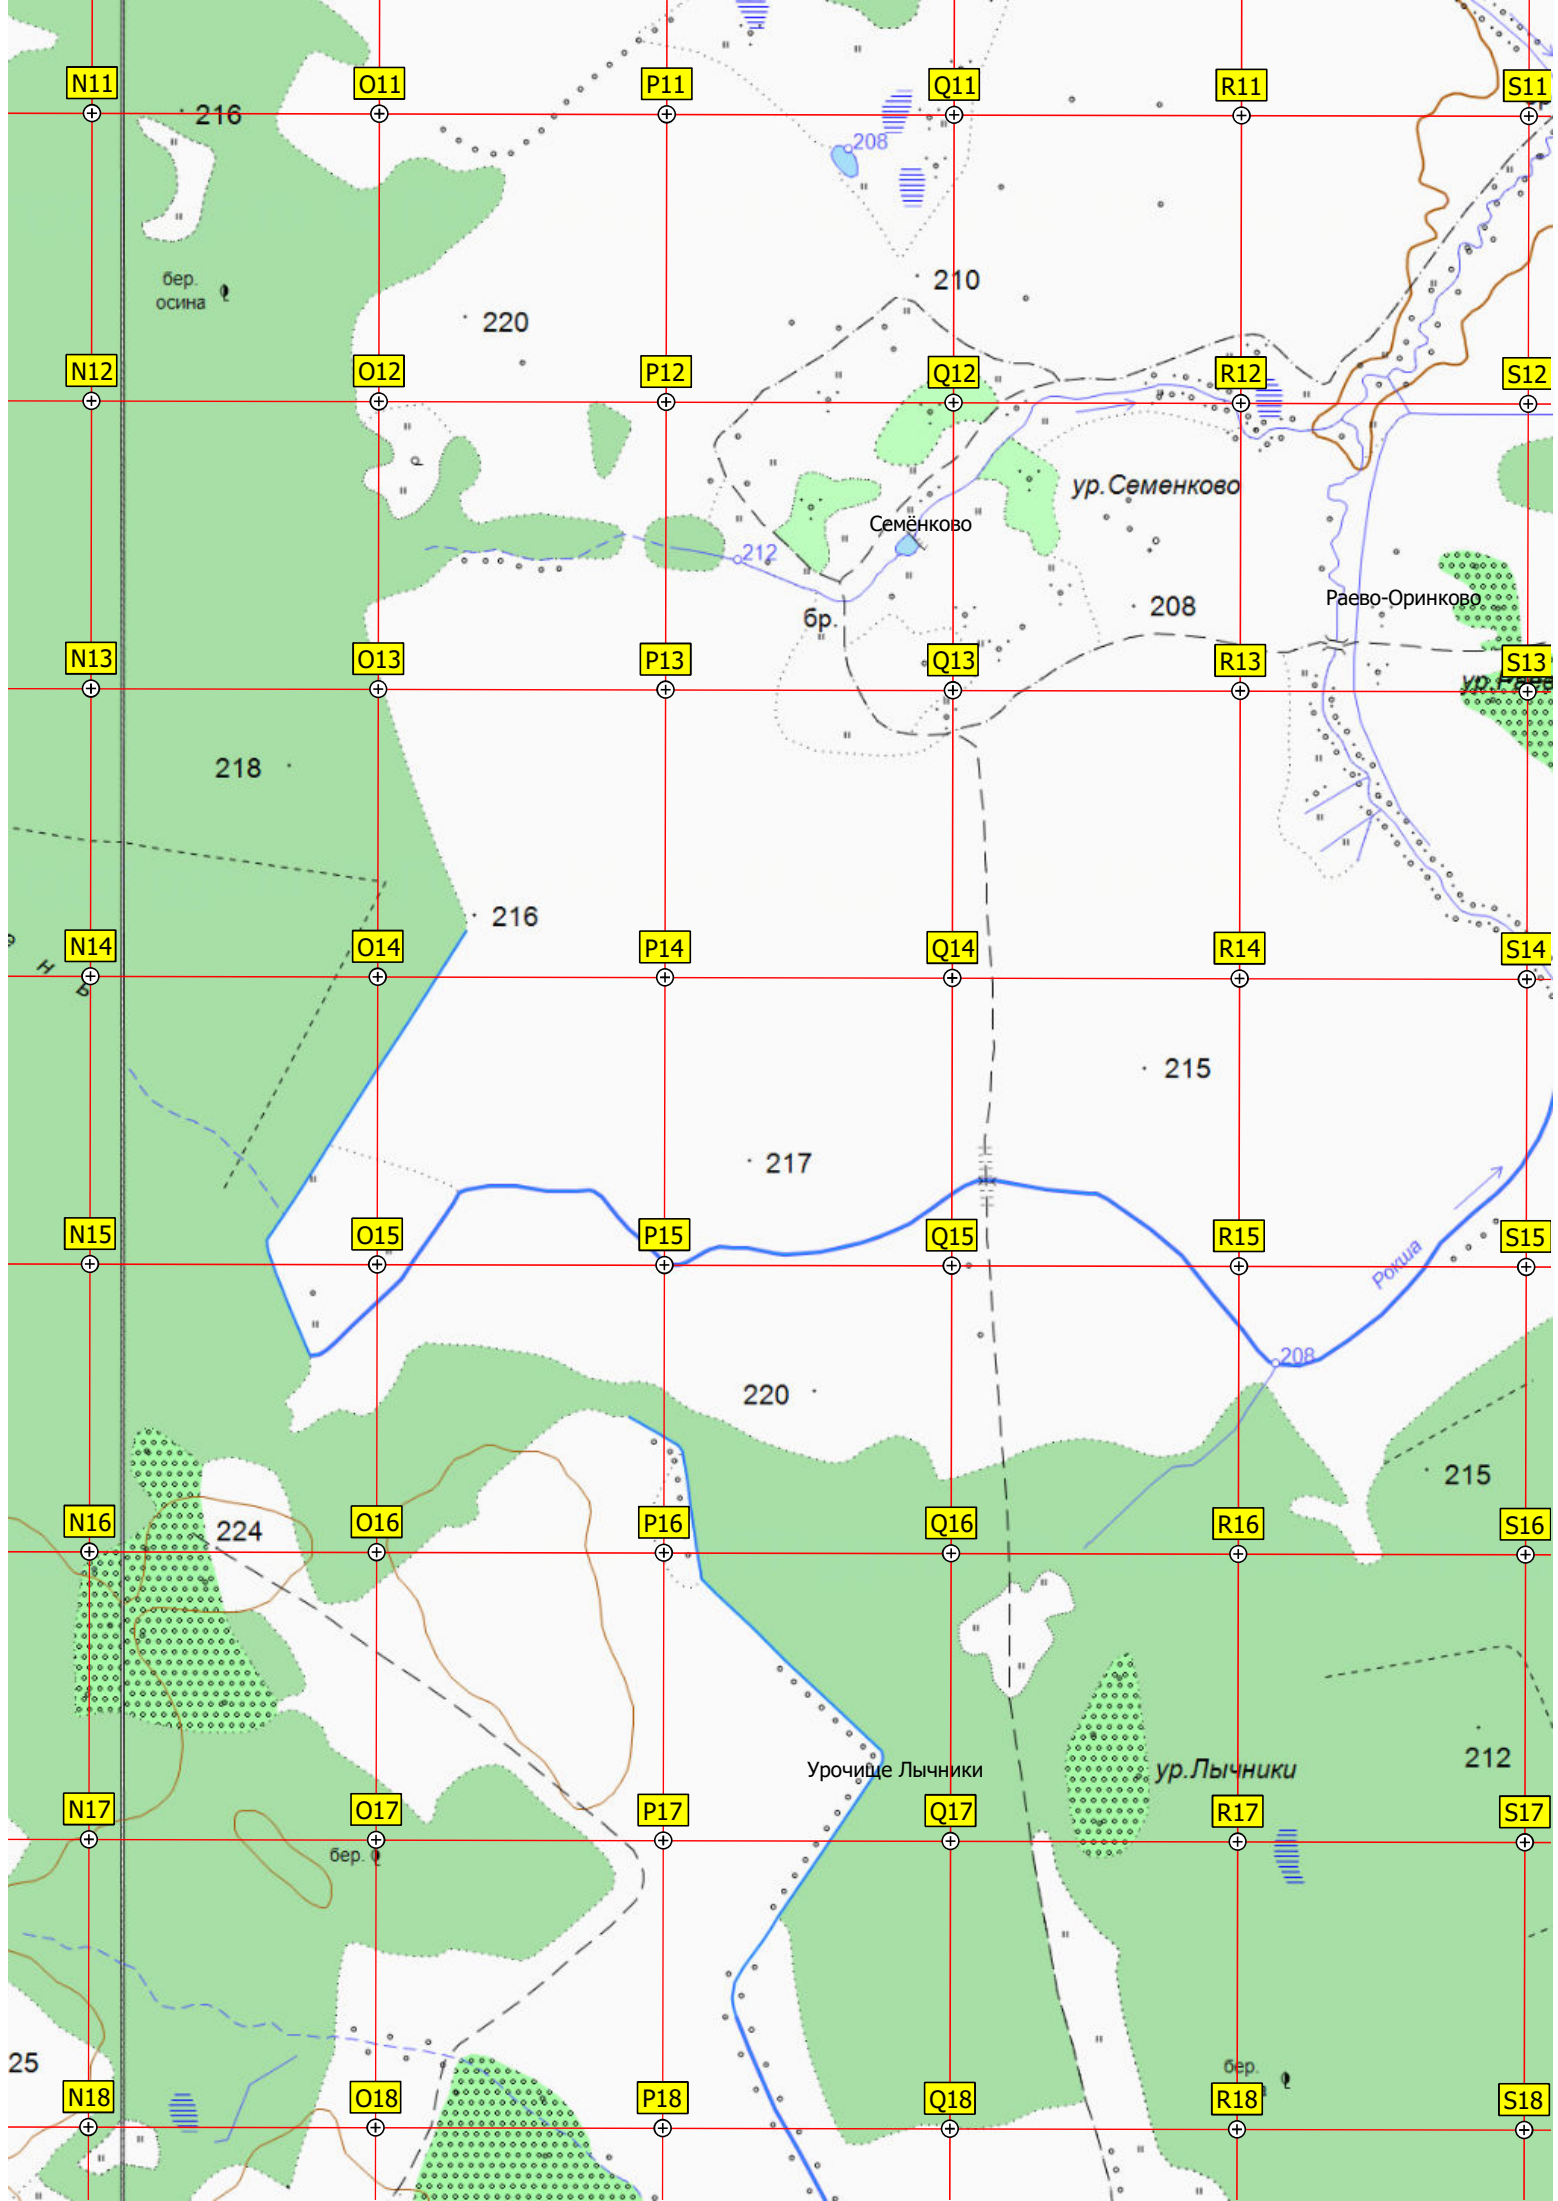 N11 O11 P11 Q11 R11 S11
216
208
бер.
осина
210
220
N12 O12 P12 Q12 R12 S12
ур.Семенково
Семёнково
212
Раево-Оринково
208
бр.
N13 O13 P13 Q13 R13 S13
218
216
N14 O14 P14 Q14 R14 S14
Н
Ь
215
217
N15 O15 P15 Q15 R15 S15
Рокша
208
220
215
N16 O16 P16 Q16 R16 S16
224
212
Урочище Лычники
ур.Лычники
N17 O17 P17 Q17 R17 S17
бер.
25
бер.
N18 O18 P18 Q18 R18 S18